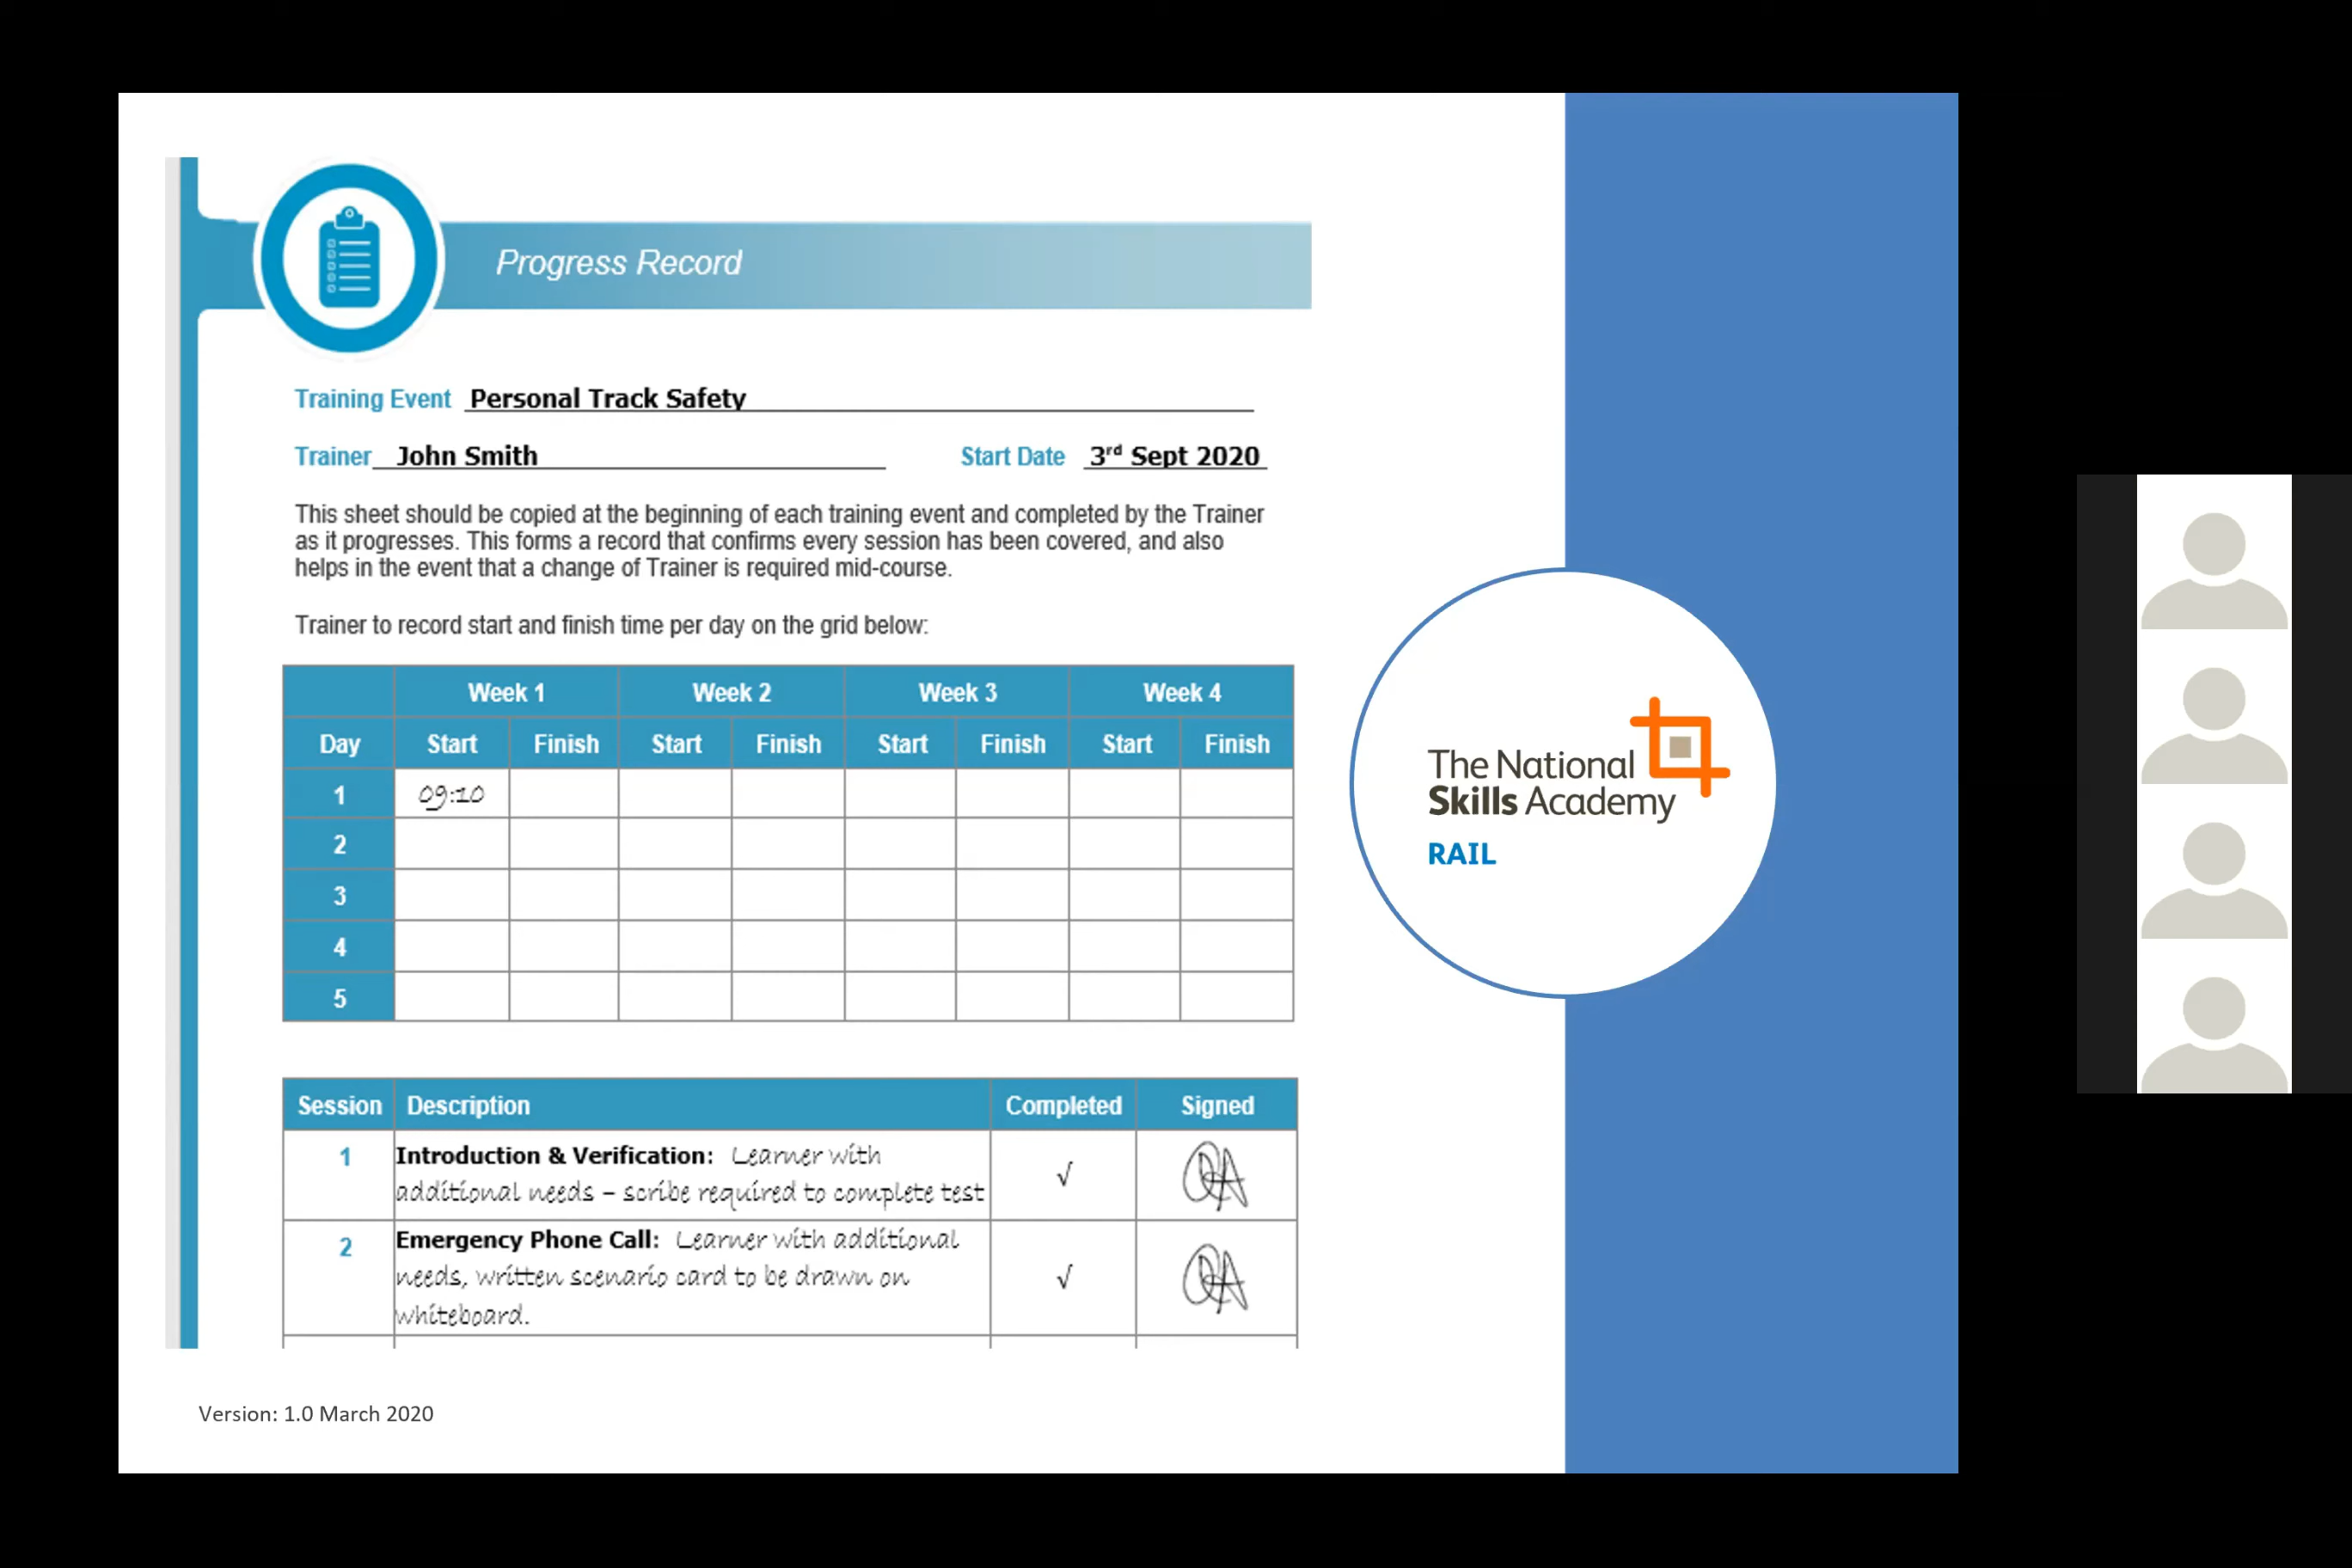 Progress Record
Training Event Personal Track Safety
Trainer John Smith Start Date 3rd Sept 2020
This sheet should be copied at the beginning of each training event and completed by the Trainer
as it progresses. This forms a record that confirms every session has been covered, and also
helps in the event that a change of Trainer is required mid-course.
Trainer to record start and finish time per day on the grid below:
Week 1 Week 2 Week 3 Week 4
Day Start Finish Start Finish Start Finish Start Finish
1 09:10
2
3
4
5
Session Description Completed Signed
1 Introduction & Verification: Learner with
additional needs – scribe required to complete test √
2 Emergency Phone Call: Learner with additional
needs, written scenario card to be drawn on √
whiteboard.
Version: 1.0 March 2020
The National
Skills Academy
RAIL